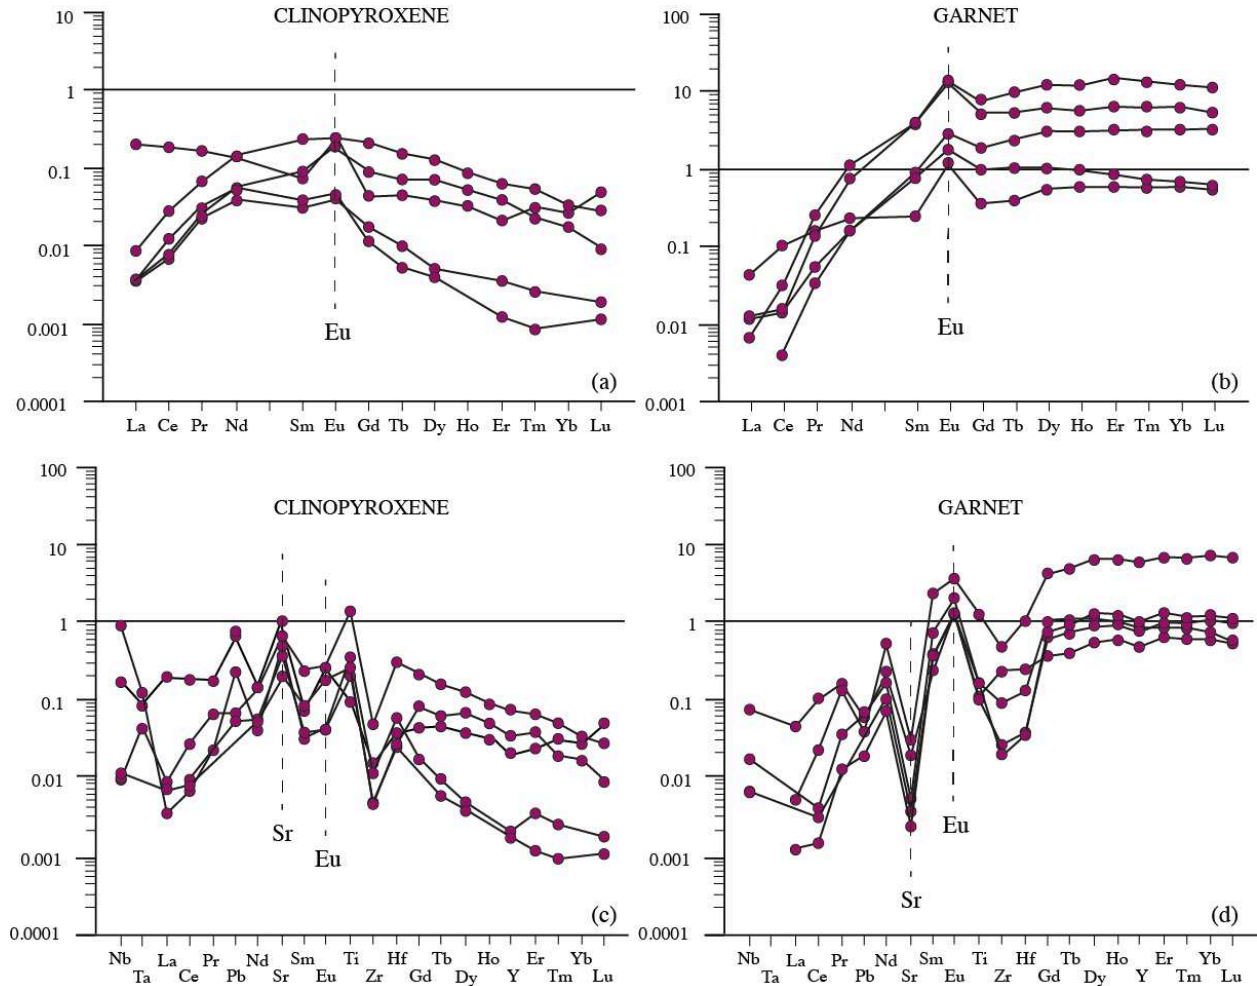 CLINOPYROXENE
10
1
0.1
0.01
0.001
0.0001
Eu
(a)
La Ce Pr Nd Sm Eu Gd Tb Dy Ho Er Tm Yb Lu
GARNET
100
10
1
0.1
0.01
0.001
Eu
(b)
La Ce Pr Nd Sm Eu Gd Tb Dy Ho Er Tm Yb Lu
CLINOPYROXENE
100
10
1
0.1
0.01
0.001
0.0001
Sr
Eu
(c)
Nb La Pr Nd Sm Ti Hf Tb Ho Er Yb
Ta Ce Pb Sr Eu Zr Gd Dy Y Tm Lu
GARNET
100
10
1
0.1
0.01
0.001
0.0001
Eu
Sr
(d)
Nb La Pr Nd Sm Ti Hf Tb Ho Er Yb
Ta Ce Pb Sr Eu Zr Gd Dy Y Tm Lu